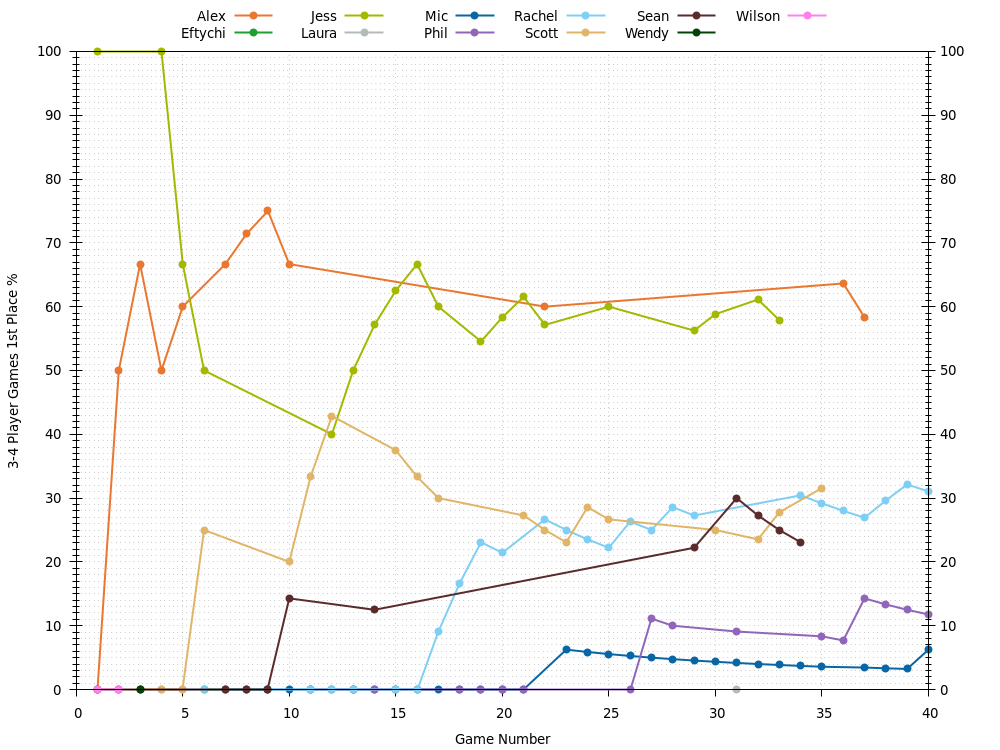 Alex Jess Mic Rachel Sean Wilson
Eftychi Laura Phil Scott Wendy
100 100
90 90
80 80
70 70
60 60
50 50
40 40
30 30
20 20
10 10
0 0
3-4 Player Games 1st Place %
0 5 10 15 20 25 30 35 40
Game Number